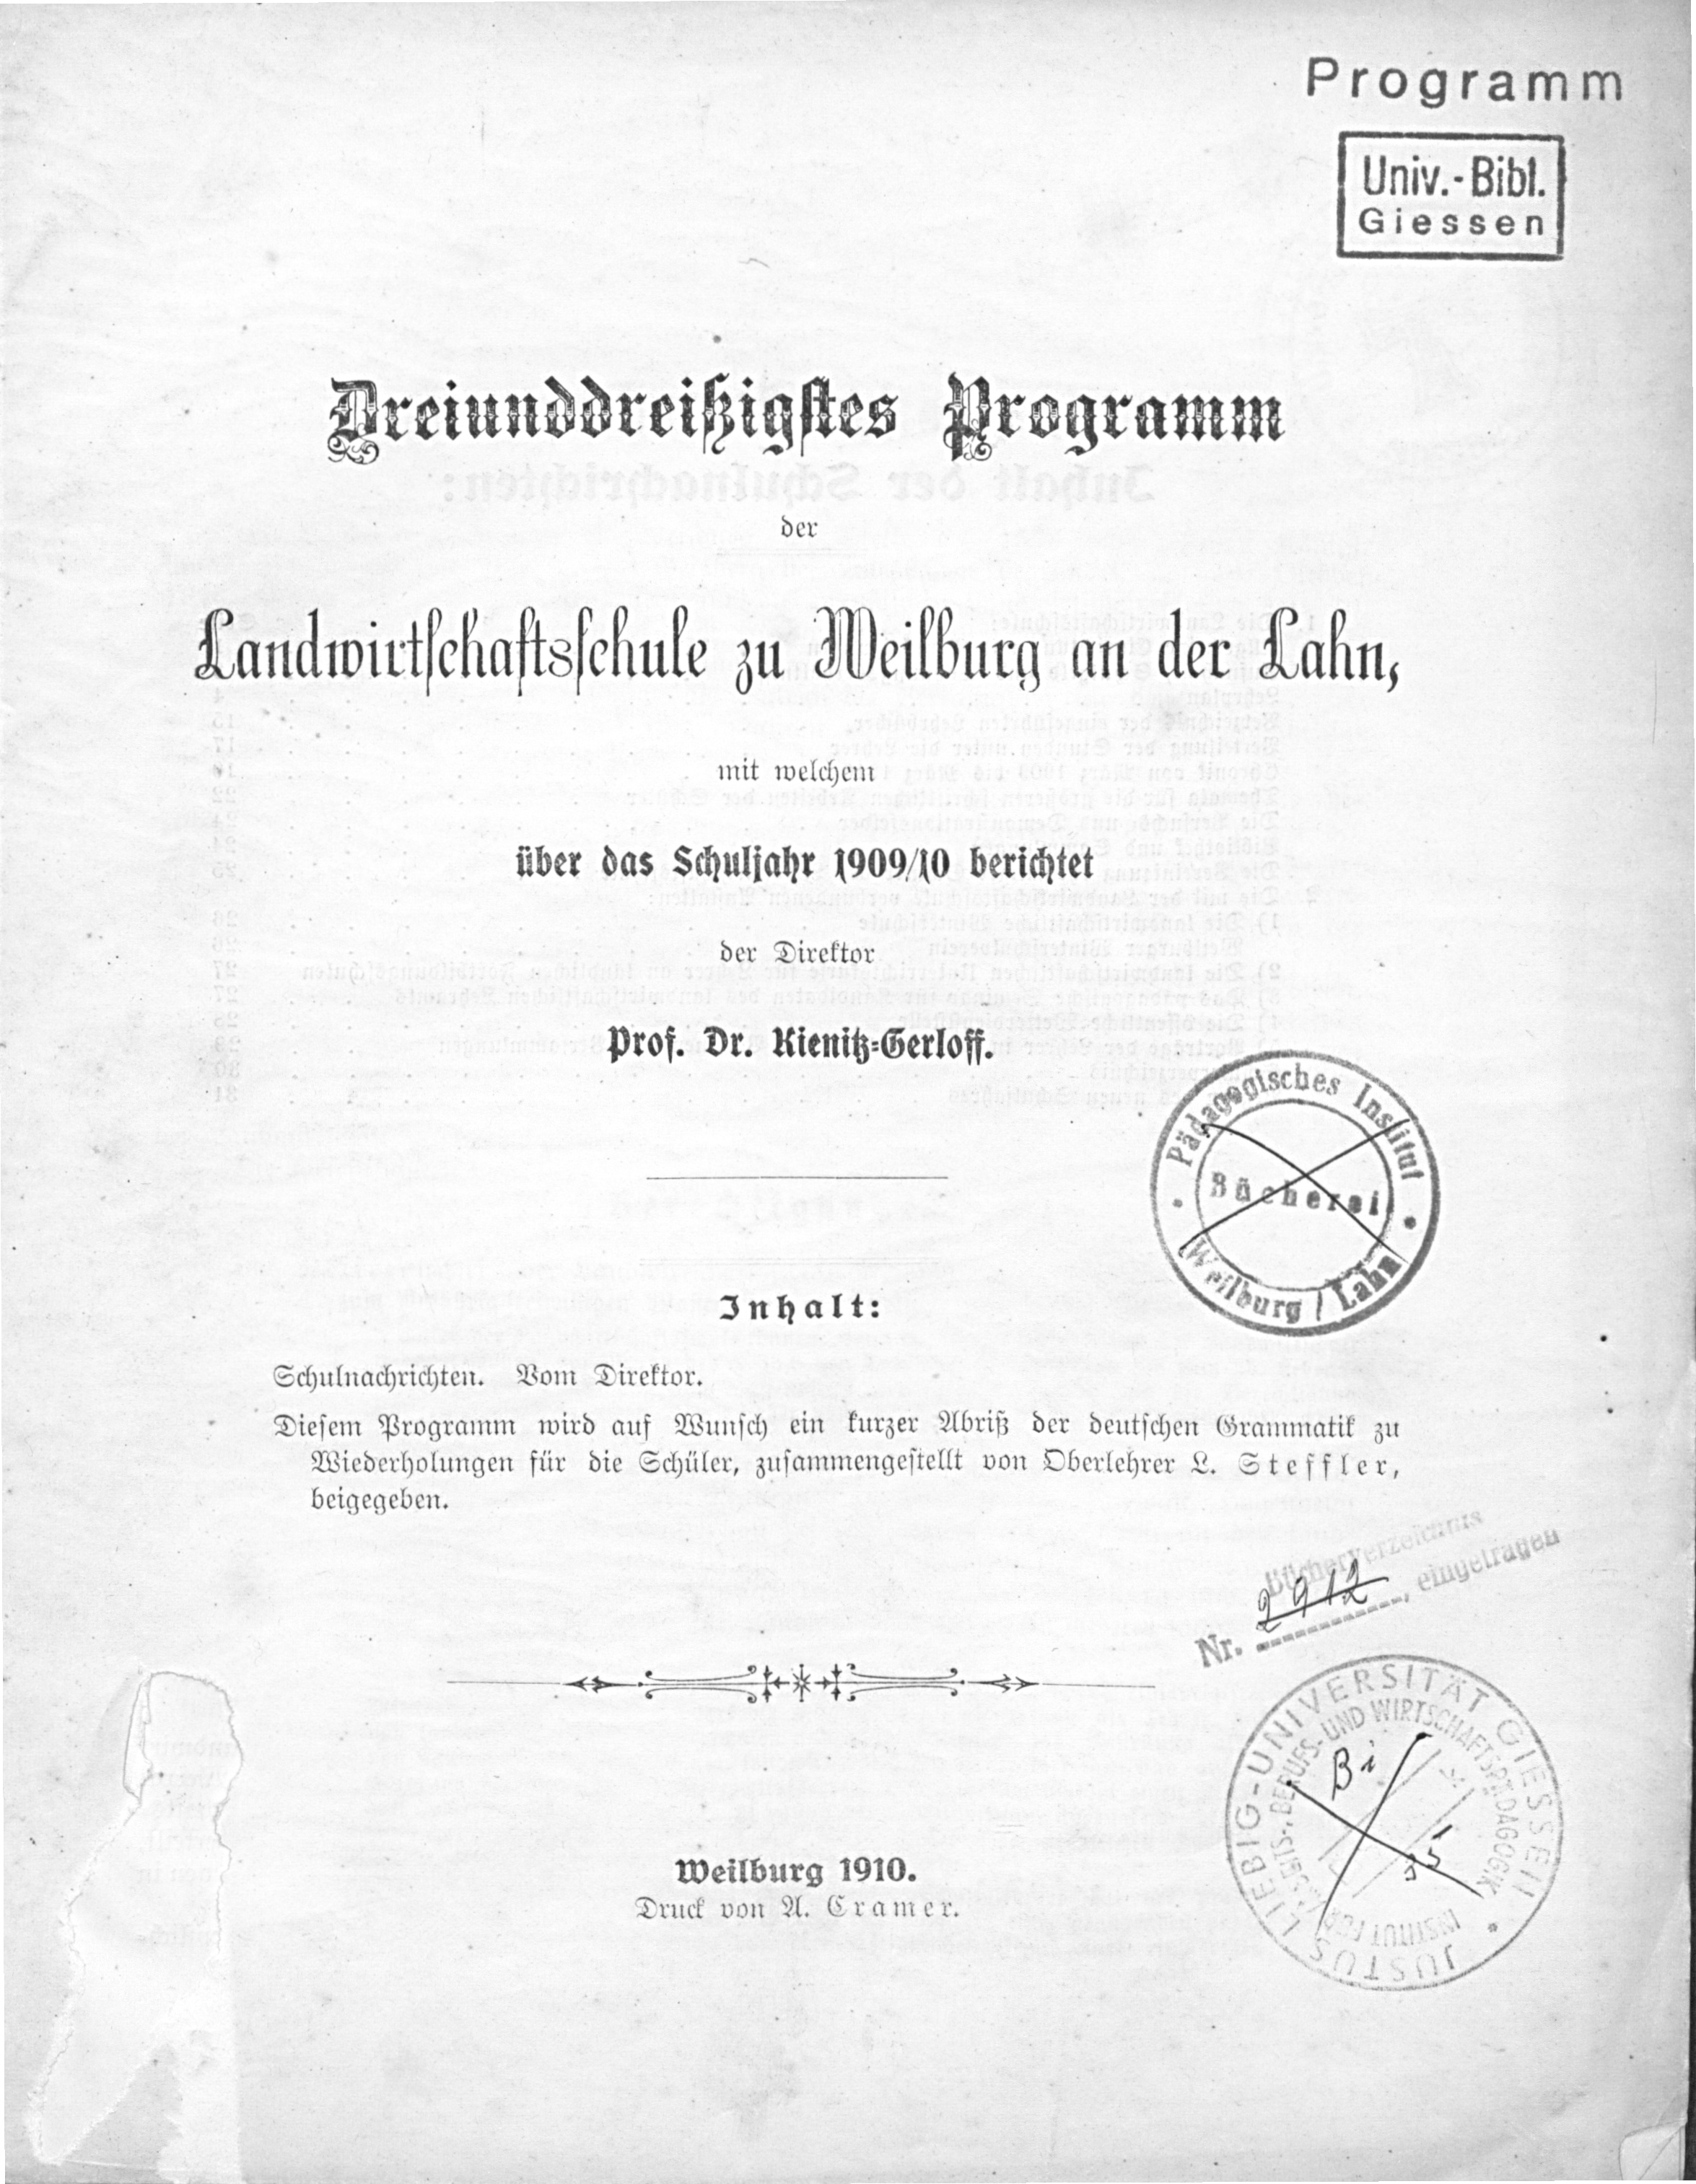 Programm
Univ.-Bibl.
Giessen
Dreiunddreißigstes Programm
der
Landwirtschaftsschule zu Weilburg an der Lahn,
mit welchem
über das Schuljahr 1909/10 berichtet
der Direktor
Prof. Dr. Kienitz-Gerloff.
Pädagogisches Institut
Bücherei
Weilburg / Lahn
Inhalt:
Schulnachrichten. Vom Direktor.
Diesem Programm wird auf Wunsch ein kurzer Abriß der deutschen Grammatik zu
Wiederholungen für die Schüler, zusammengestellt von Oberlehrer L. Steffler,
beigegeben.
Bücherverzeichnis
Nr. 2912, eingetragen
JUSTUS LIEBIG-UNIVERSITÄT GIESSEN
INSTITUT FÜR ARBEITS-, BERUFS- UND WIRTSCHAFTSPÄDAGOGIK
Bi
Weilburg 1910.
Druck von A. Cramer.